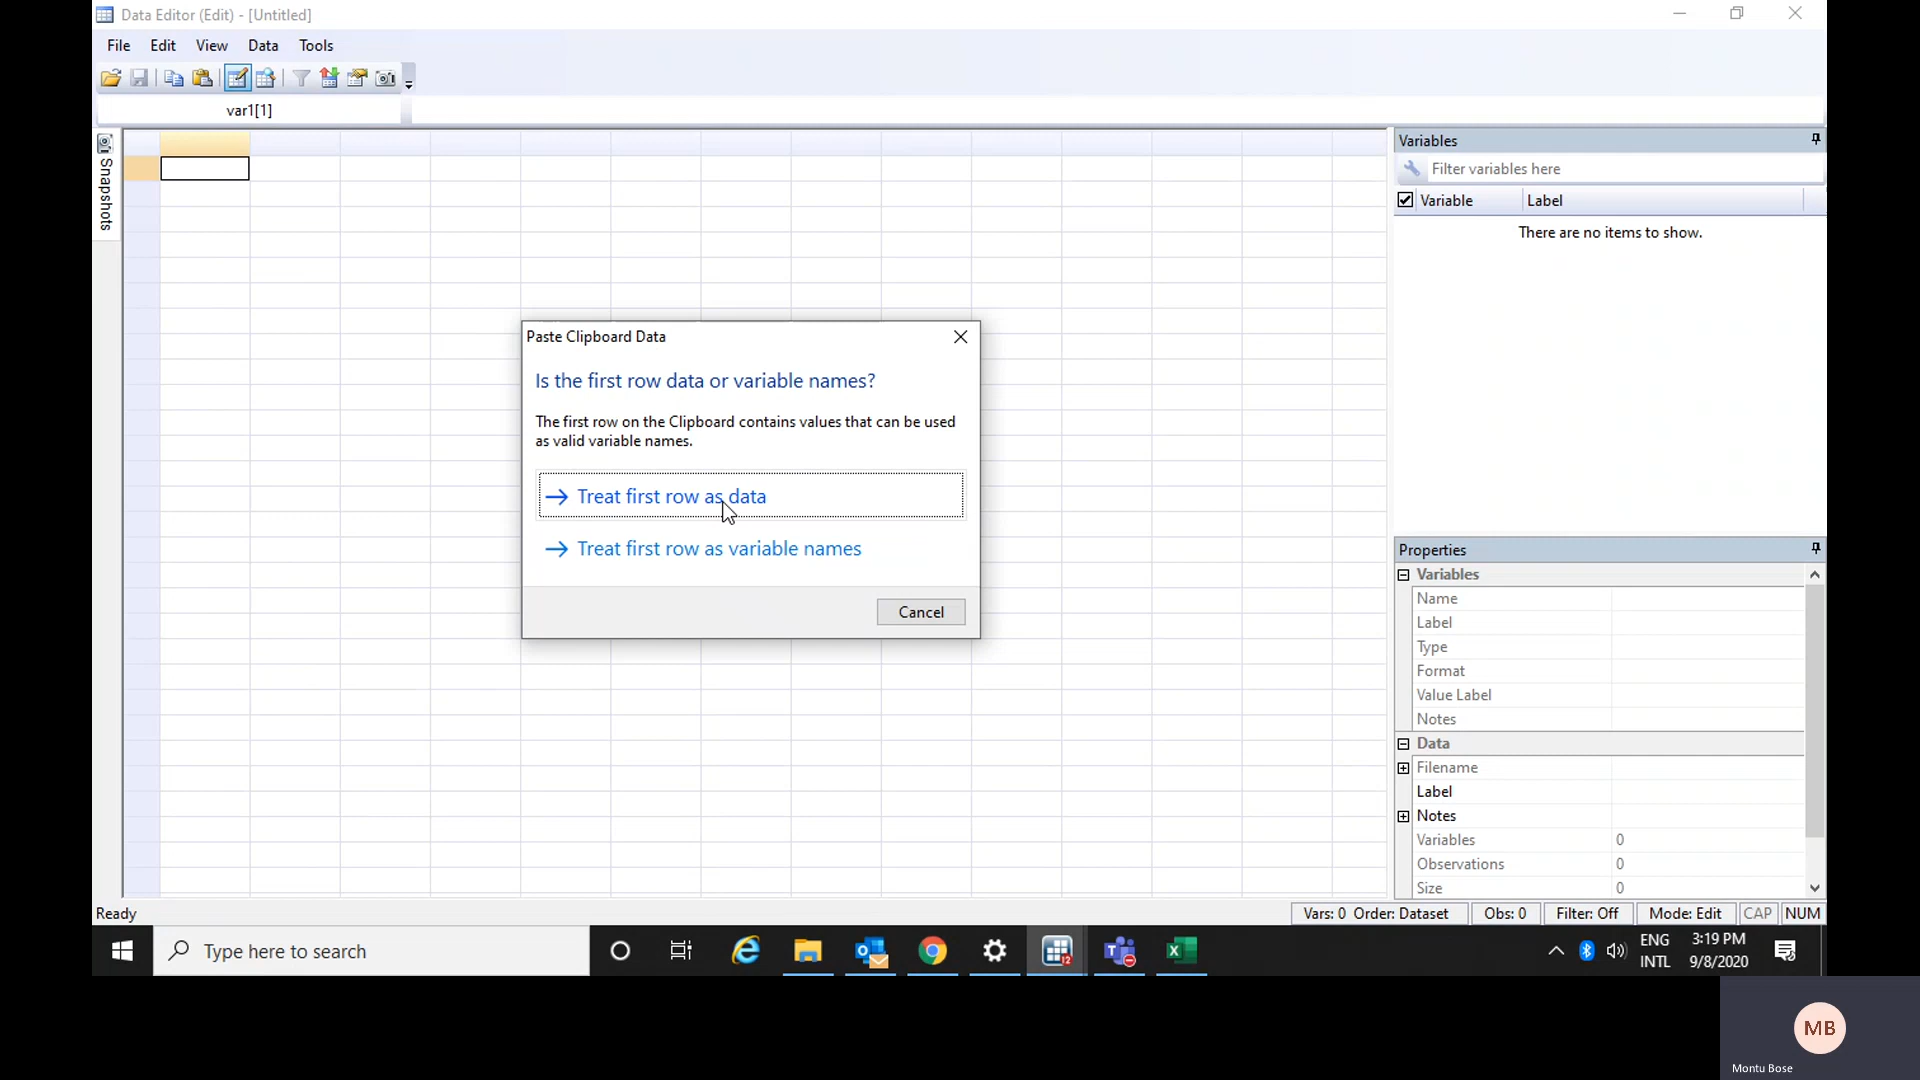 Data Editor (Edit) - [Untitled]
File Edit View Data Tools
var1[1]
Snapshots
Variables
Filter variables here
Variable Label
There are no items to show.
Paste Clipboard Data
Is the first row data or variable names?
The first row on the Clipboard contains values that can be used
as valid variable names.
Treat first row as data
Treat first row as variable names
Cancel
Properties
Variables
Name
Label
Type
Format
Value Label
Notes
Data
Filename
Label
Notes
Variables 0
Observations 0
Size 0
Ready
Vars: 0 Order: Dataset Obs: 0 Filter: Off Mode: Edit CAP NUM
Type here to search
12
ENG
INTL
3:19 PM
9/8/2020
MB
Montu Bose